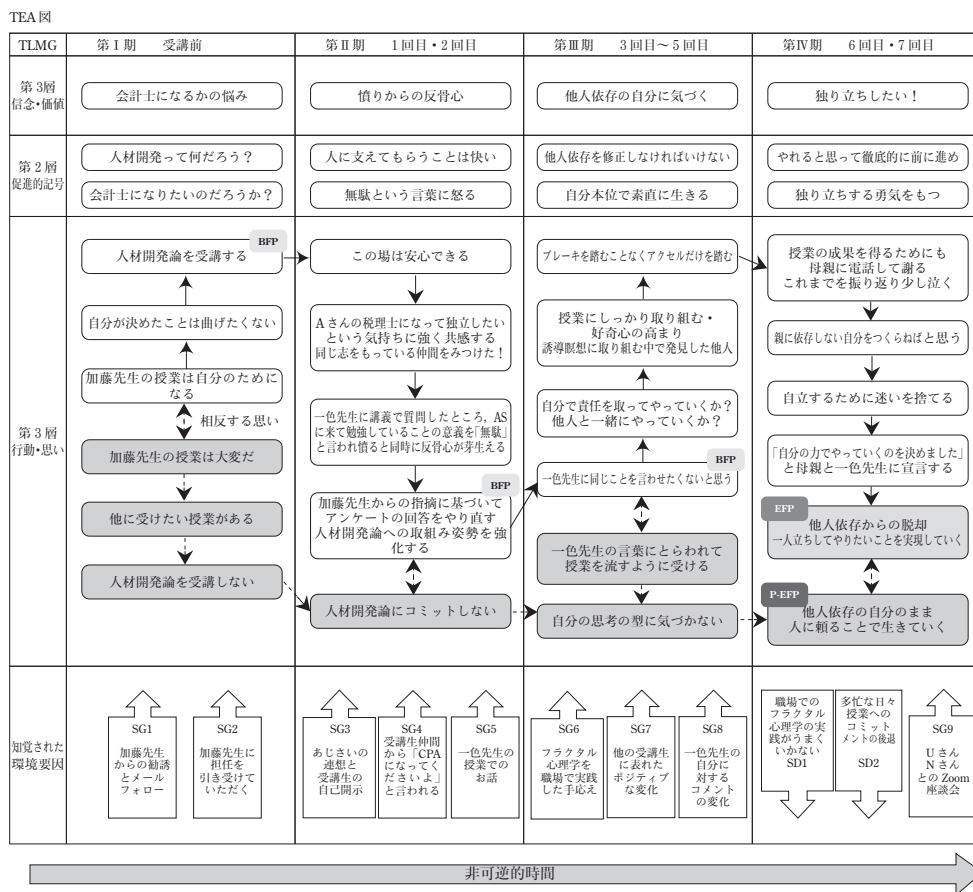 TEA図
TLMG
第Ⅰ期　受講前
第Ⅱ期　1回目・2回目
第Ⅲ期　3回目～5回目
第Ⅳ期　6回目・7回目
第3層
信念・価値
会計士になるかの悩み
憤りからの反骨心
他人依存の自分に気づく
独り立ちしたい！
第2層
促進的記号
人材開発って何だろう？
会計士になりたいのだろうか？
人に支えてもらうことは快い
無駄という言葉に怒る
他人依存を修正しなければいけない
自分本位で素直に生きる
やれると思って徹底的に前に進め
独り立ちする勇気をもつ
第3層
行動・思い
BFP
人材開発論を受講する
自分が決めたことは曲げたくない
加藤先生の授業は自分のために
なる
相反する思い
加藤先生の授業は大変だ
他に受けたい授業がある
人材開発論を受講しない
この場は安心できる
Aさんの税理士になって独立したい
という気持ちに強く共感する
同じ志をもっている仲間をみつけた！
一色先生に講義で質問したところ，AS
に来て勉強していることの意義を「無駄」
と言われ憤ると同時に反骨心が芽生える
BFP
加藤先生からの指摘に基づいて
アンケートの回答をやり直す
人材開発論への取組み姿勢を強
化する
人材開発論にコミットしない
ブレーキを踏むことなくアクセルだけを踏む
授業にしっかり取り組む・
好奇心の高まり
誘導瞑想に取り組む中で発見した他人
自分で責任を取ってやっていくか？
他人と一緒にやっていくか？
BFP
一色先生に同じことを言わせたくないと思う
一色先生の言葉にとらわれて
授業を流すように受ける
自分の思考の型に気づかない
授業の成果を得るためにも
母親に電話して謝る
これまでを振り返り少し泣く
親に依存しない自分をつくらねばと思う
自立するために迷いを捨てる
「自分の力でやっていくのを決めました」
と母親と一色先生に宣言する
EFP
他人依存からの脱却
一人立ちしてやりたいことを実現していく
P-EFP
他人依存の自分のまま
人に頼ることで生きていく
知覚された
環境要因
SG1
加藤先生
からの勧誘
とメール
フォロー
SG2
加藤先生に
担任を
引き受けて
いただく
SG3
あじさいの
連想と
受講生の
自己開示
SG4
受講生仲間
から「CPA
になってく
ださいよ」
と言われる
SG5
一色先生の
授業での
お話
SG6
フラクタル
心理学を
職場で実践
した手応え
SG7
他の受講生
に表れた
ポジティブ
な変化
SG8
一色先生の
自分に
対する
コメント
の変化
職場での
フラクタル
心理学の実
践がうまく
いかない
SD1
多忙な日々
授業への
コミット
メントの後退
SD2
SG9
Uさん
Nさん
とのZoom
座談会
非可逆的時間